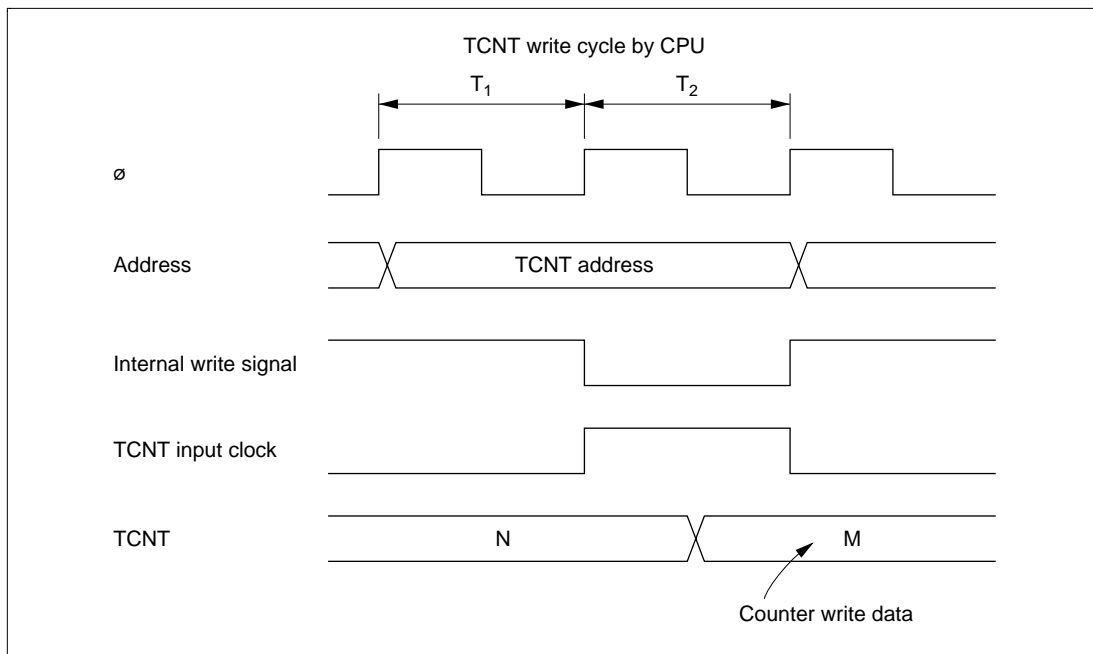 TCNT write cycle by CPU
T1 T2
ø
Address TCNT address
Internal write signal
TCNT input clock
TCNT N M
Counter write data